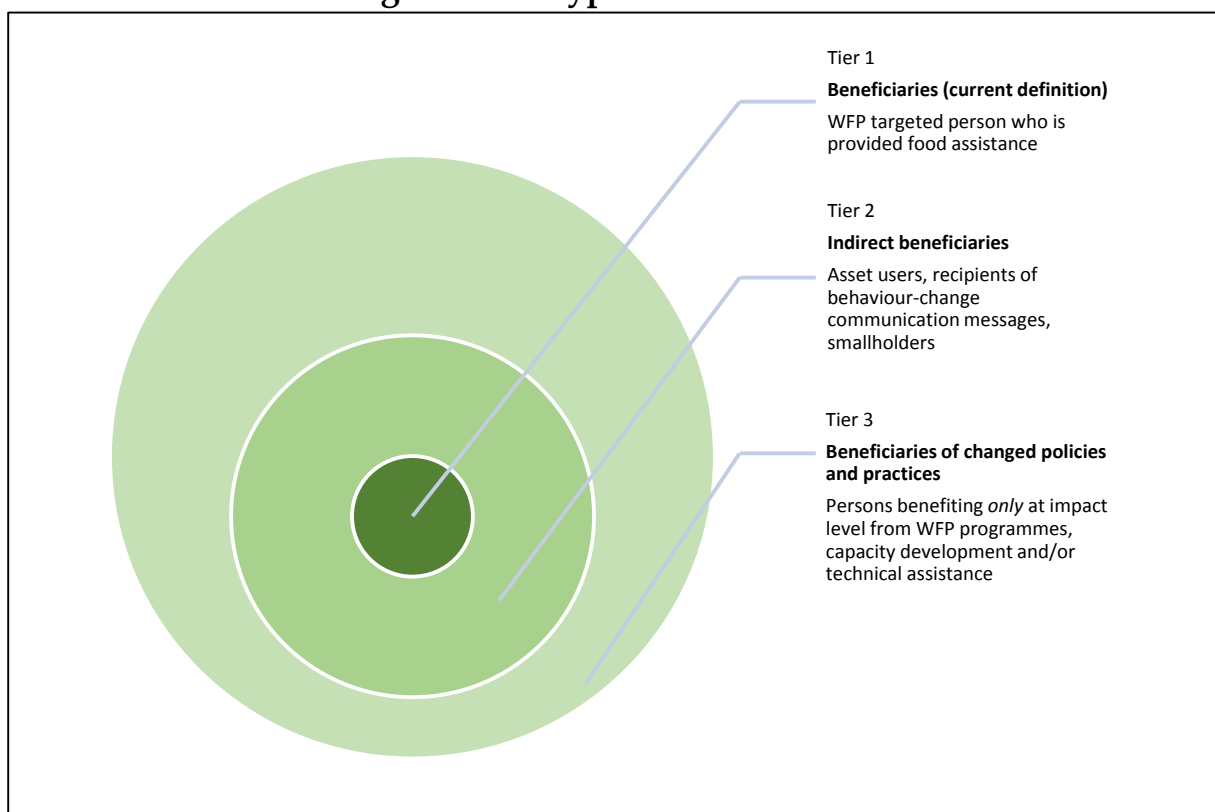 Tier 1
Beneficiaries (current definition)
WFP targeted person who is
provided food assistance
Tier 2
Indirect beneficiaries
Asset users, recipients of
behaviour-change
communication messages,
smallholders
Tier 3
Beneficiaries of changed policies
and practices
Persons benefiting only at impact
level from WFP programmes,
capacity development and/or
technical assistance